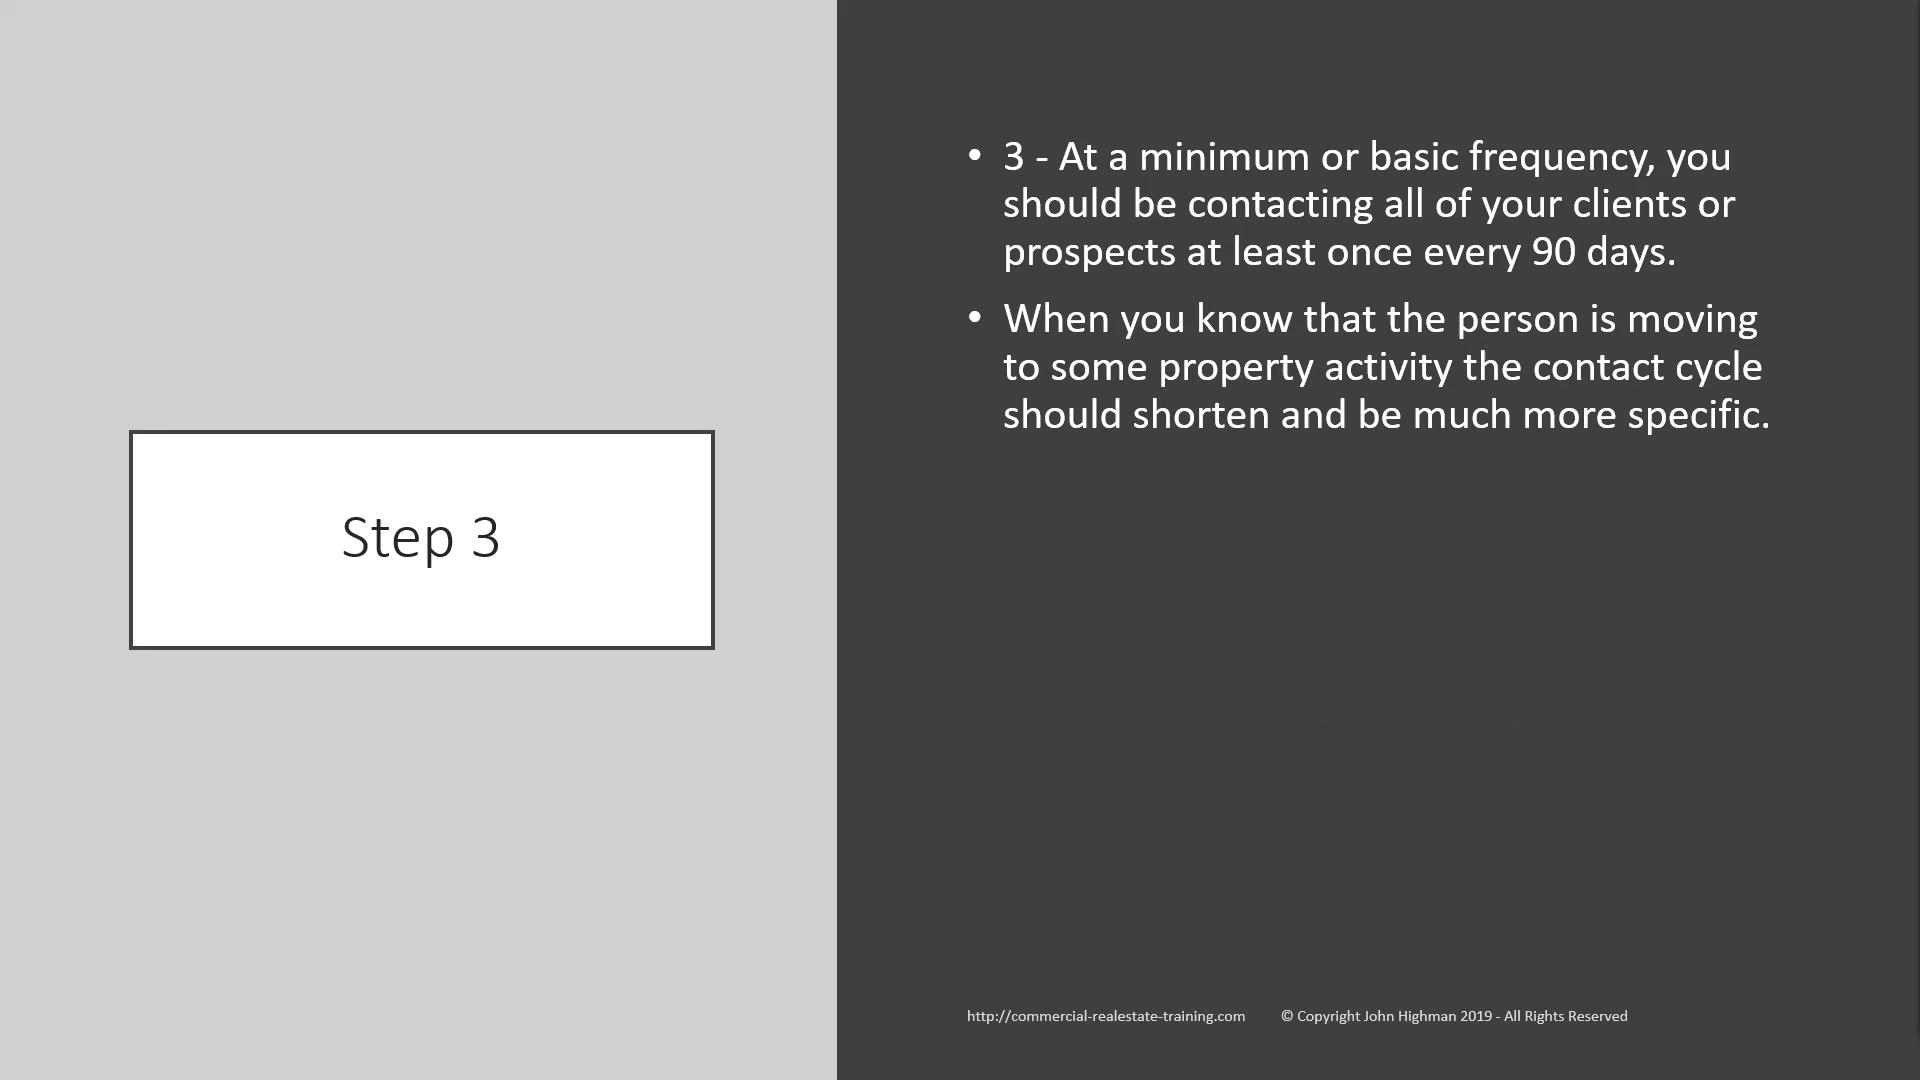 Step 3
• 3 - At a minimum or basic frequency, you
should be contacting all of your clients or
prospects at least once every 90 days.
• When you know that the person is moving
to some property activity the contact cycle
should shorten and be much more specific.
http://commercial-realestate-training.com © Copyright John Highman 2019 - All Rights Reserved